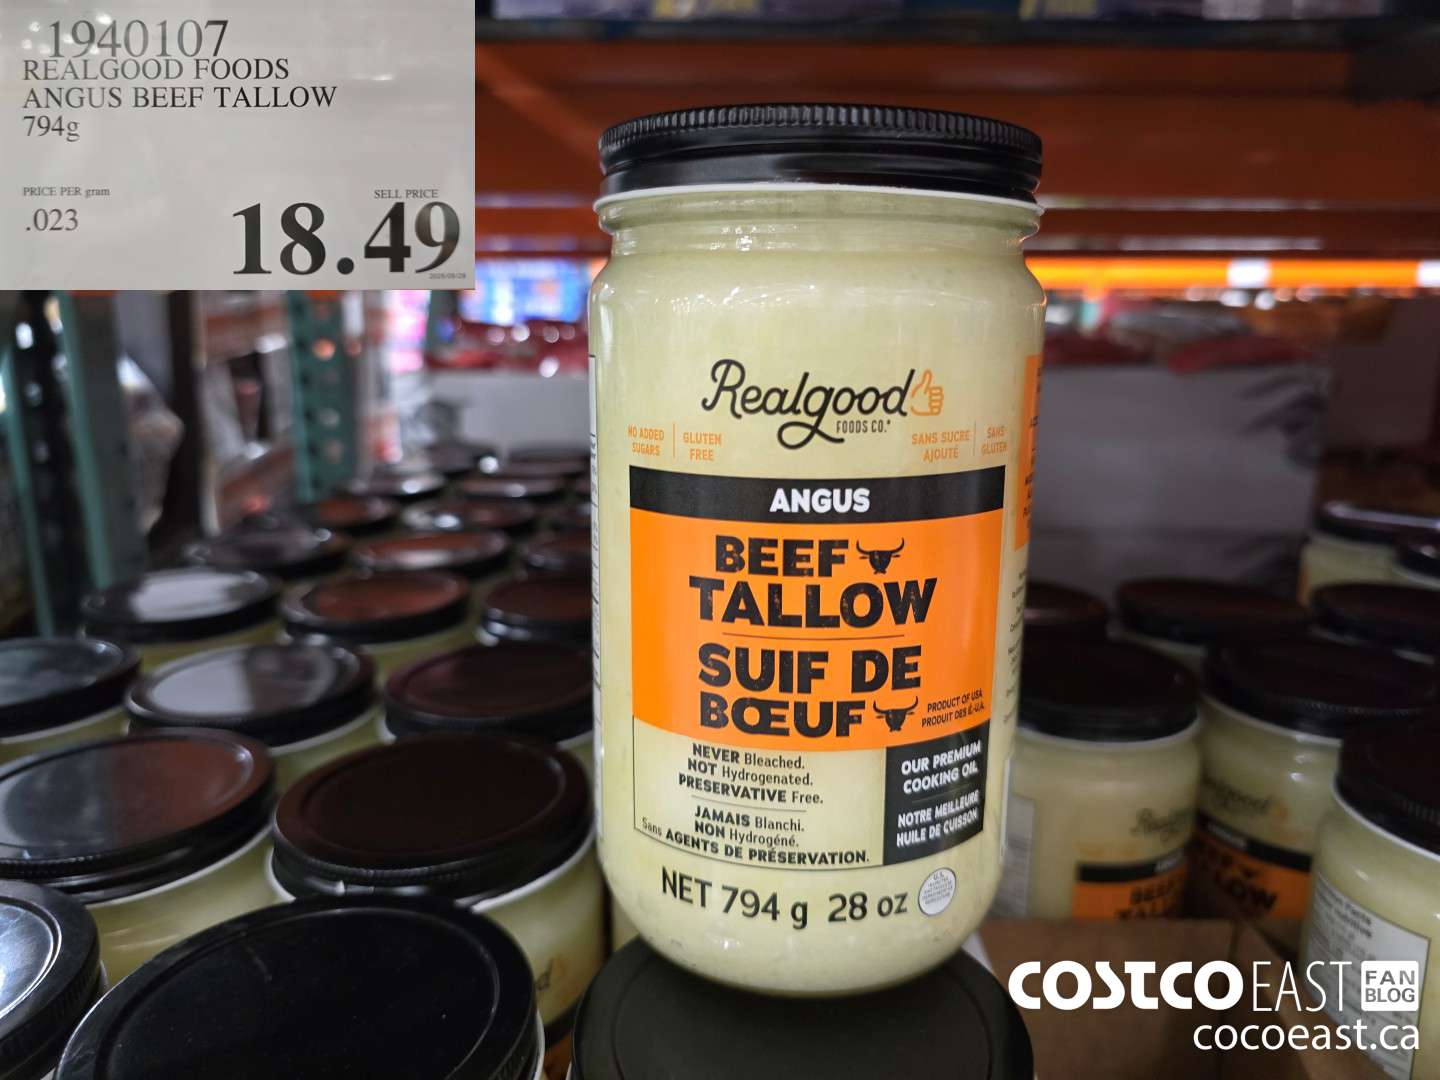 1940107
REALGOOD FOODS
ANGUS BEEF TALLOW
794g
PRICE PER gram
SELL PRICE
.023
18.49
Realgood
FOODS CO.®
NO ADDED
SUGARS
GLUTEN
FREE
SANS SUCRE
AJOUTÉ
SANS
GLUTEN
ANGUS
BEEF
TALLOW
SUIF DE
BŒUF
PRODUCT OF USA
PRODUIT DES É.-U.A.
NEVER Bleached.
NOT Hydrogenated.
PRESERVATIVE Free.
JAMAIS Blanchi.
NON Hydrogéné.
Sans AGENTS DE PRÉSERVATION.
OUR PREMIUM
COOKING OIL
NOTRE MEILLEURE
HUILE DE CUISSON
NET 794 g 28 oz
Realgood
TALLOW
COSTCO EAST FAN
BLOG
cocoeast.ca